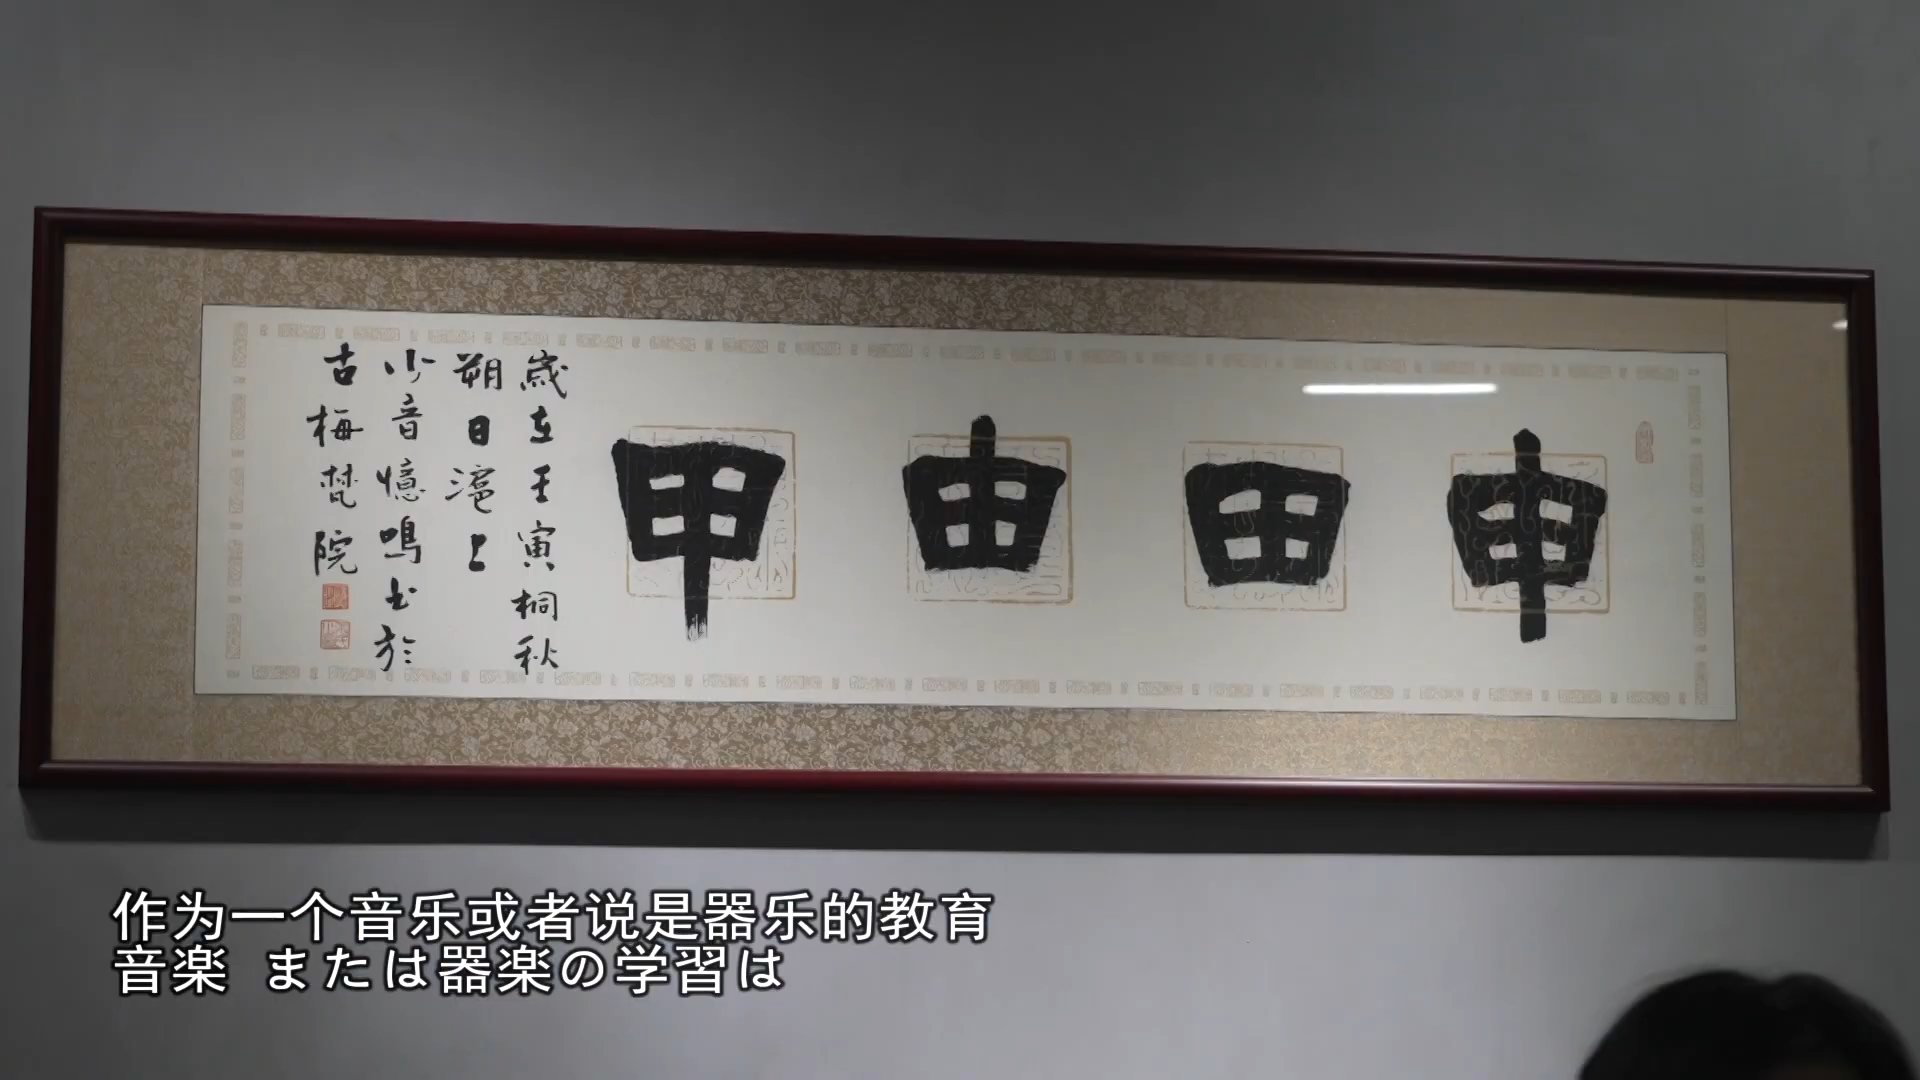 申田由甲
歲在壬寅桐秋
朔日滬上
少音憶鳴书於
古梅梵院
作为一个音乐或者说是器乐的教育
音楽 または器楽の学習は